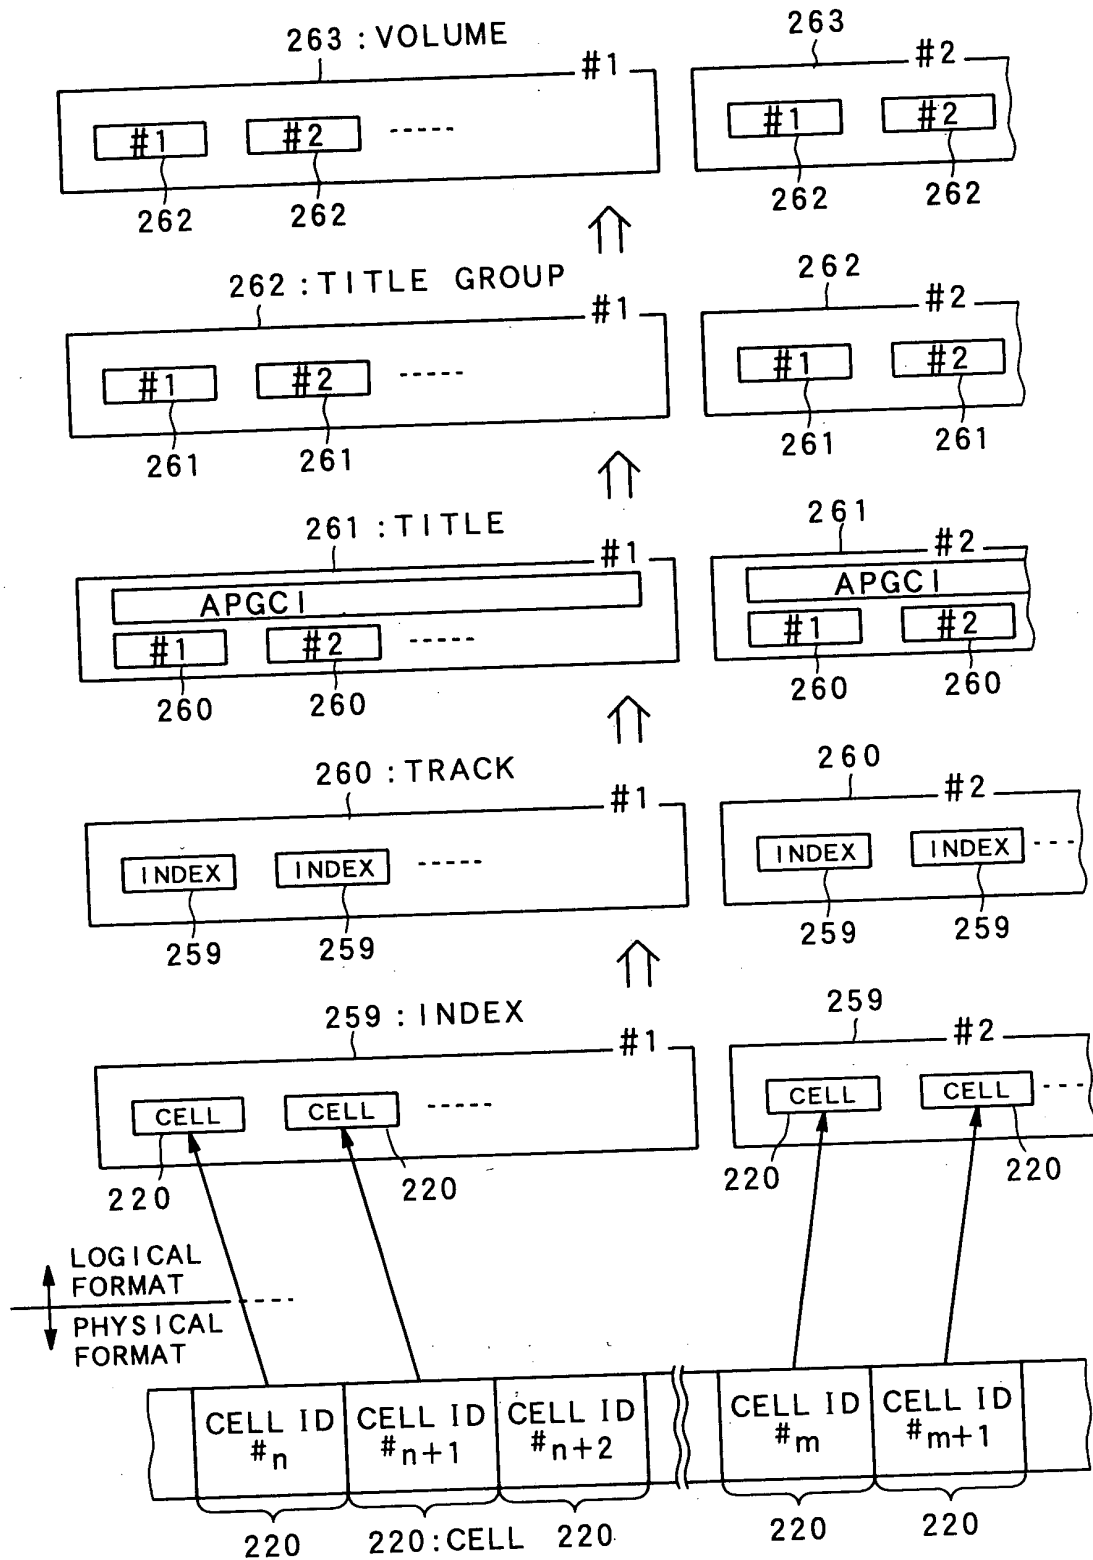 263 : VOLUME
#1
263
#2
#1 #2 -----
#1 #2
262 262
262 262
262 : TITLE GROUP
#1
262
#2
#1 #2 -----
#1 #2
261 261
261 261
261 : TITLE
#1
261
#2
APGCI
APGCI
#1 #2 -----
#1 #2
260 260
260 260
260 : TRACK
#1
260
#2
INDEX INDEX -----
INDEX INDEX ----
259 259
259 259
259 : INDEX
#1
259
#2
CELL CELL -----
CELL CELL ----
220 220
220 220
LOGICAL
FORMAT
PHYSICAL
FORMAT
CELL ID
#n
CELL ID
#n+1
CELL ID
#n+2
CELL ID
#m
CELL ID
#m+1
220 220:CELL 220 220 220